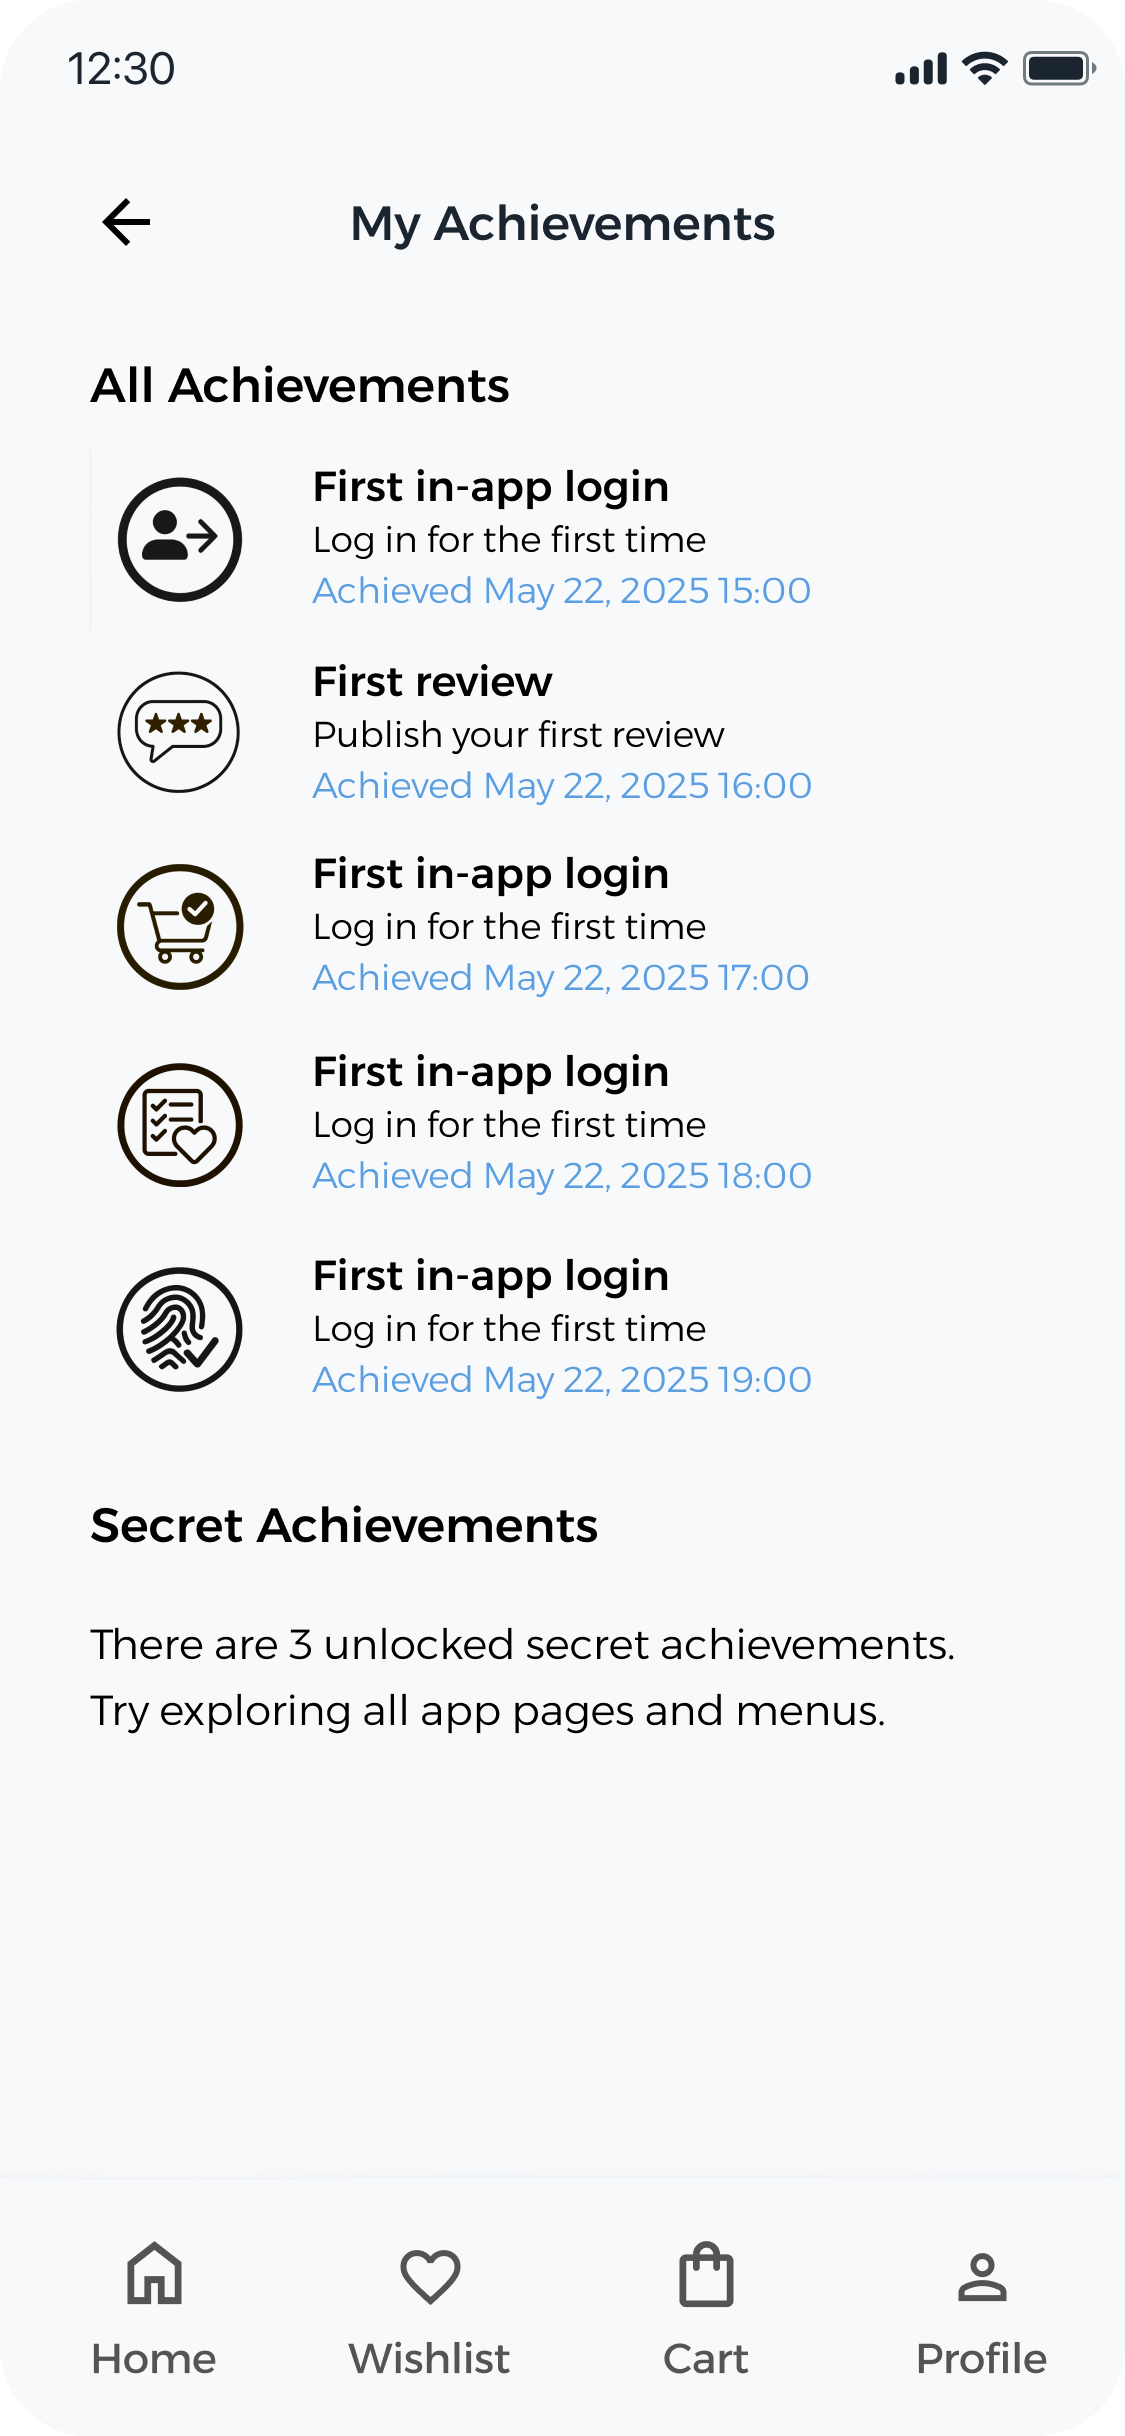 12:30
My Achievements
All Achievements
First in-app login
Log in for the first time
Achieved May 22, 2025 15:00
First review
Publish your first review
Achieved May 22, 2025 16:00
First in-app login
Log in for the first time
Achieved May 22, 2025 17:00
First in-app login
Log in for the first time
Achieved May 22, 2025 18:00
First in-app login
Log in for the first time
Achieved May 22, 2025 19:00
Secret Achievements
There are 3 unlocked secret achievements.
Try exploring all app pages and menus.
Home Wishlist Cart Profile